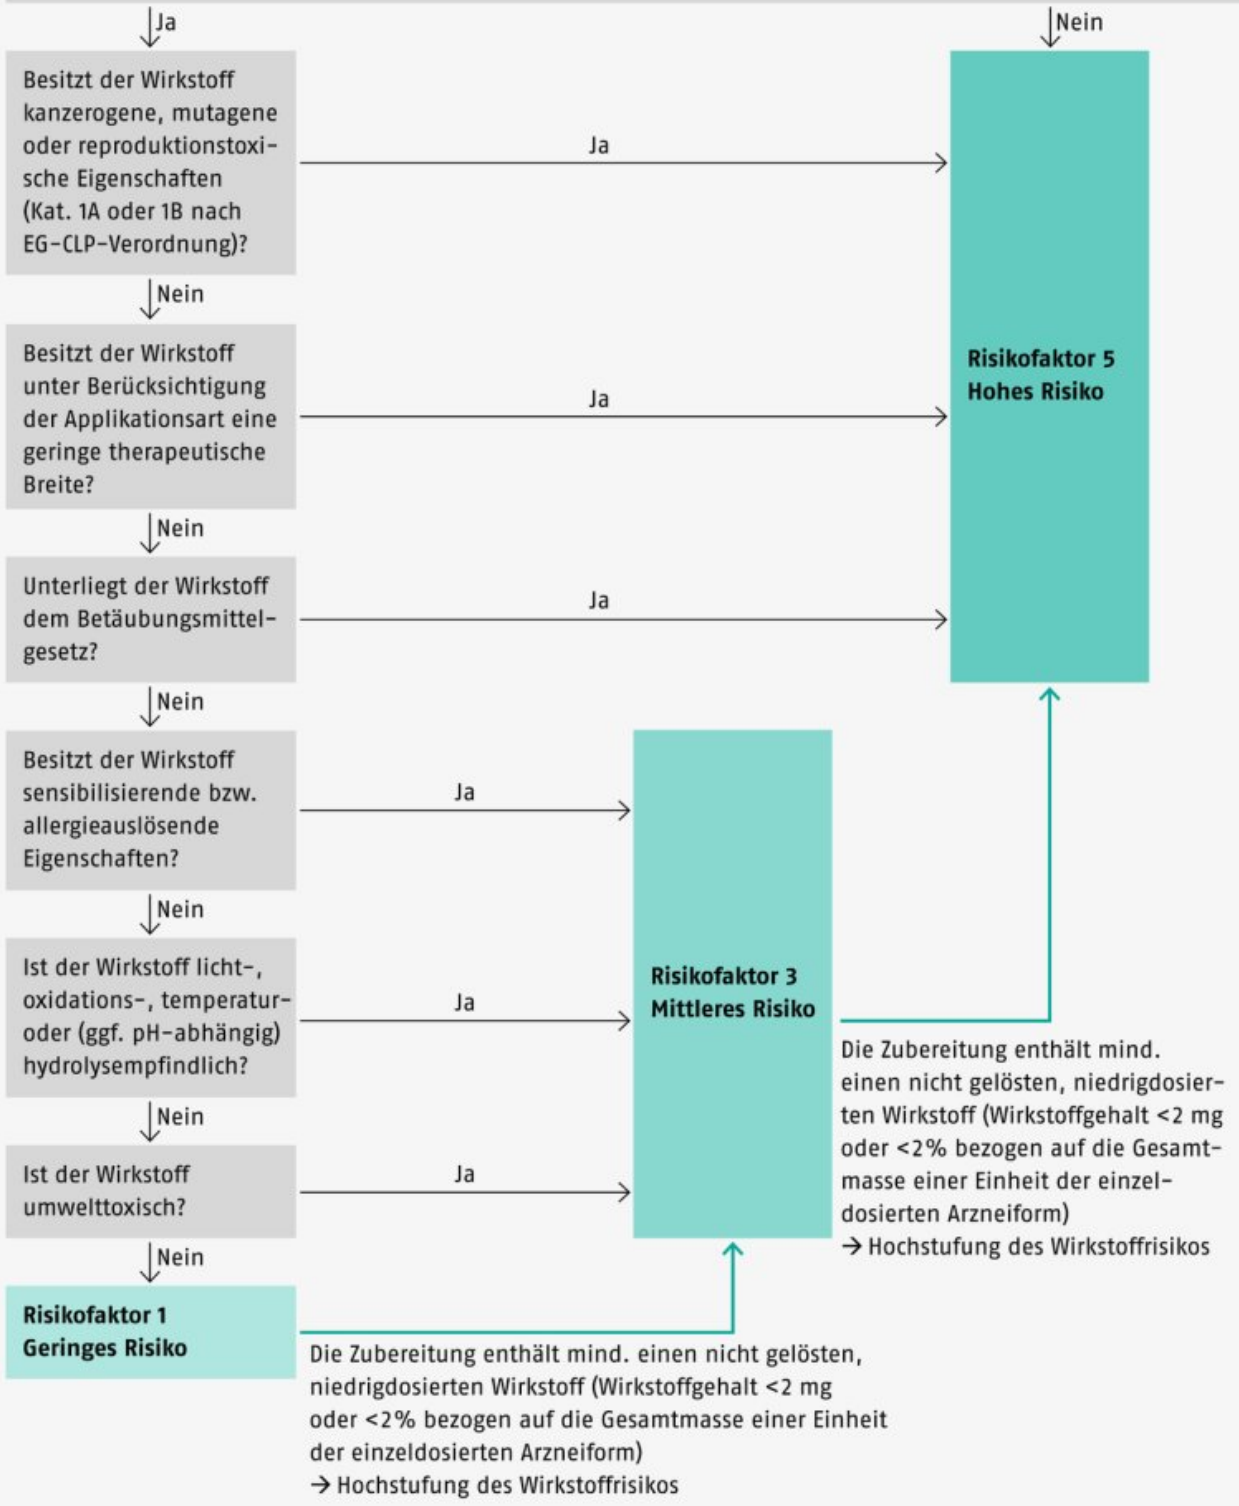 Ja
Nein
Besitzt der Wirkstoff
kanzerogene, mutagene
oder reproduktionstoxi-
sche Eigenschaften
(Kat. 1A oder 1B nach
EG-CLP-Verordnung)?
Ja
Nein
Besitzt der Wirkstoff
unter Berücksichtigung
der Applikationsart eine
geringe therapeutische
Breite?
Ja
Risikofaktor 5
Hohes Risiko
Nein
Unterliegt der Wirkstoff
dem Betäubungsmittel-
gesetz?
Ja
Nein
Besitzt der Wirkstoff
sensibilisierende bzw.
allergieauslösende
Eigenschaften?
Ja
Nein
Ist der Wirkstoff licht-,
oxidations-, temperatur-
oder (ggf. pH-abhängig)
hydrolysempfindlich?
Ja
Risikofaktor 3
Mittleres Risiko
Die Zubereitung enthält mind.
einen nicht gelösten, niedrigdosier-
ten Wirkstoff (Wirkstoffgehalt <2 mg
oder <2% bezogen auf die Gesamt-
masse einer Einheit der einzel-
dosierten Arzneiform)
→ Hochstufung des Wirkstoffrisikos
Nein
Ist der Wirkstoff
umwelttoxisch?
Ja
Nein
Risikofaktor 1
Geringes Risiko
Die Zubereitung enthält mind. einen nicht gelösten,
niedrigdosierten Wirkstoff (Wirkstoffgehalt <2 mg
oder <2% bezogen auf die Gesamtmasse einer Einheit
der einzeldosierten Arzneiform)
→ Hochstufung des Wirkstoffrisikos